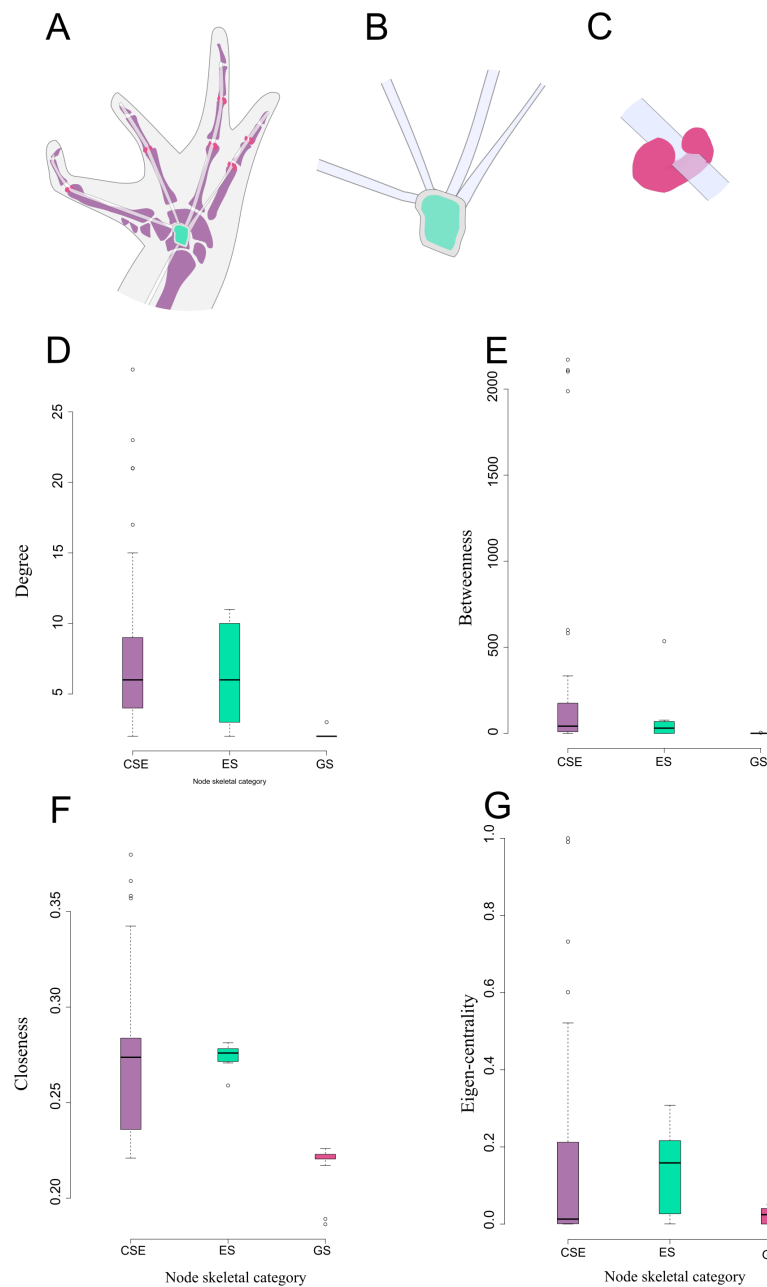 A
B
C
D
E
Degree
5
10
15
20
25
CSE
ES
GS
Node skeletal category
Betweenness
0
500
1000
1500
2000
CSE
ES
GS
F
G
Closeness
0.20
0.25
0.30
0.35
CSE
ES
GS
Node skeletal category
Eigen-centrality
0.0
0.2
0.4
0.6
0.8
1.0
CSE
ES
Node skeletal category